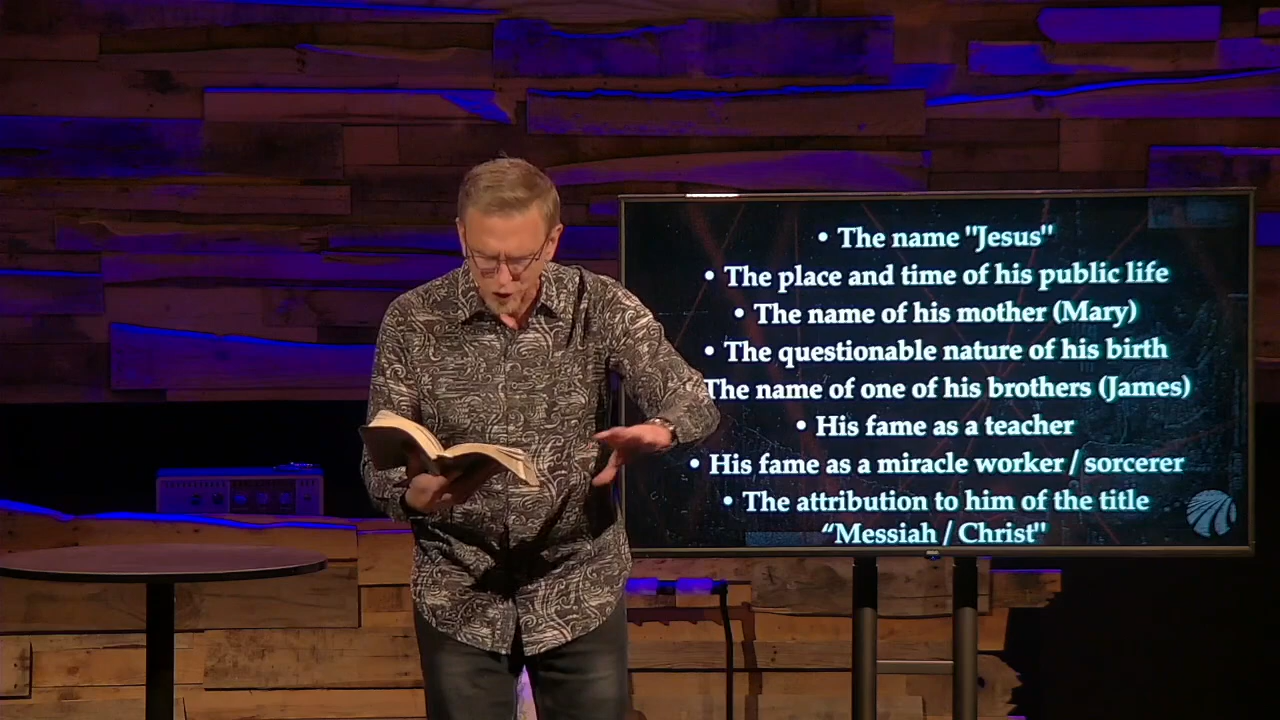 • The name "Jesus"
• The place and time of his public life
• The name of his mother (Mary)
• The questionable nature of his birth
The name of one of his brothers (James)
• His fame as a teacher
• His fame as a miracle worker / sorcerer
• The attribution to him of the title
“Messiah / Christ"